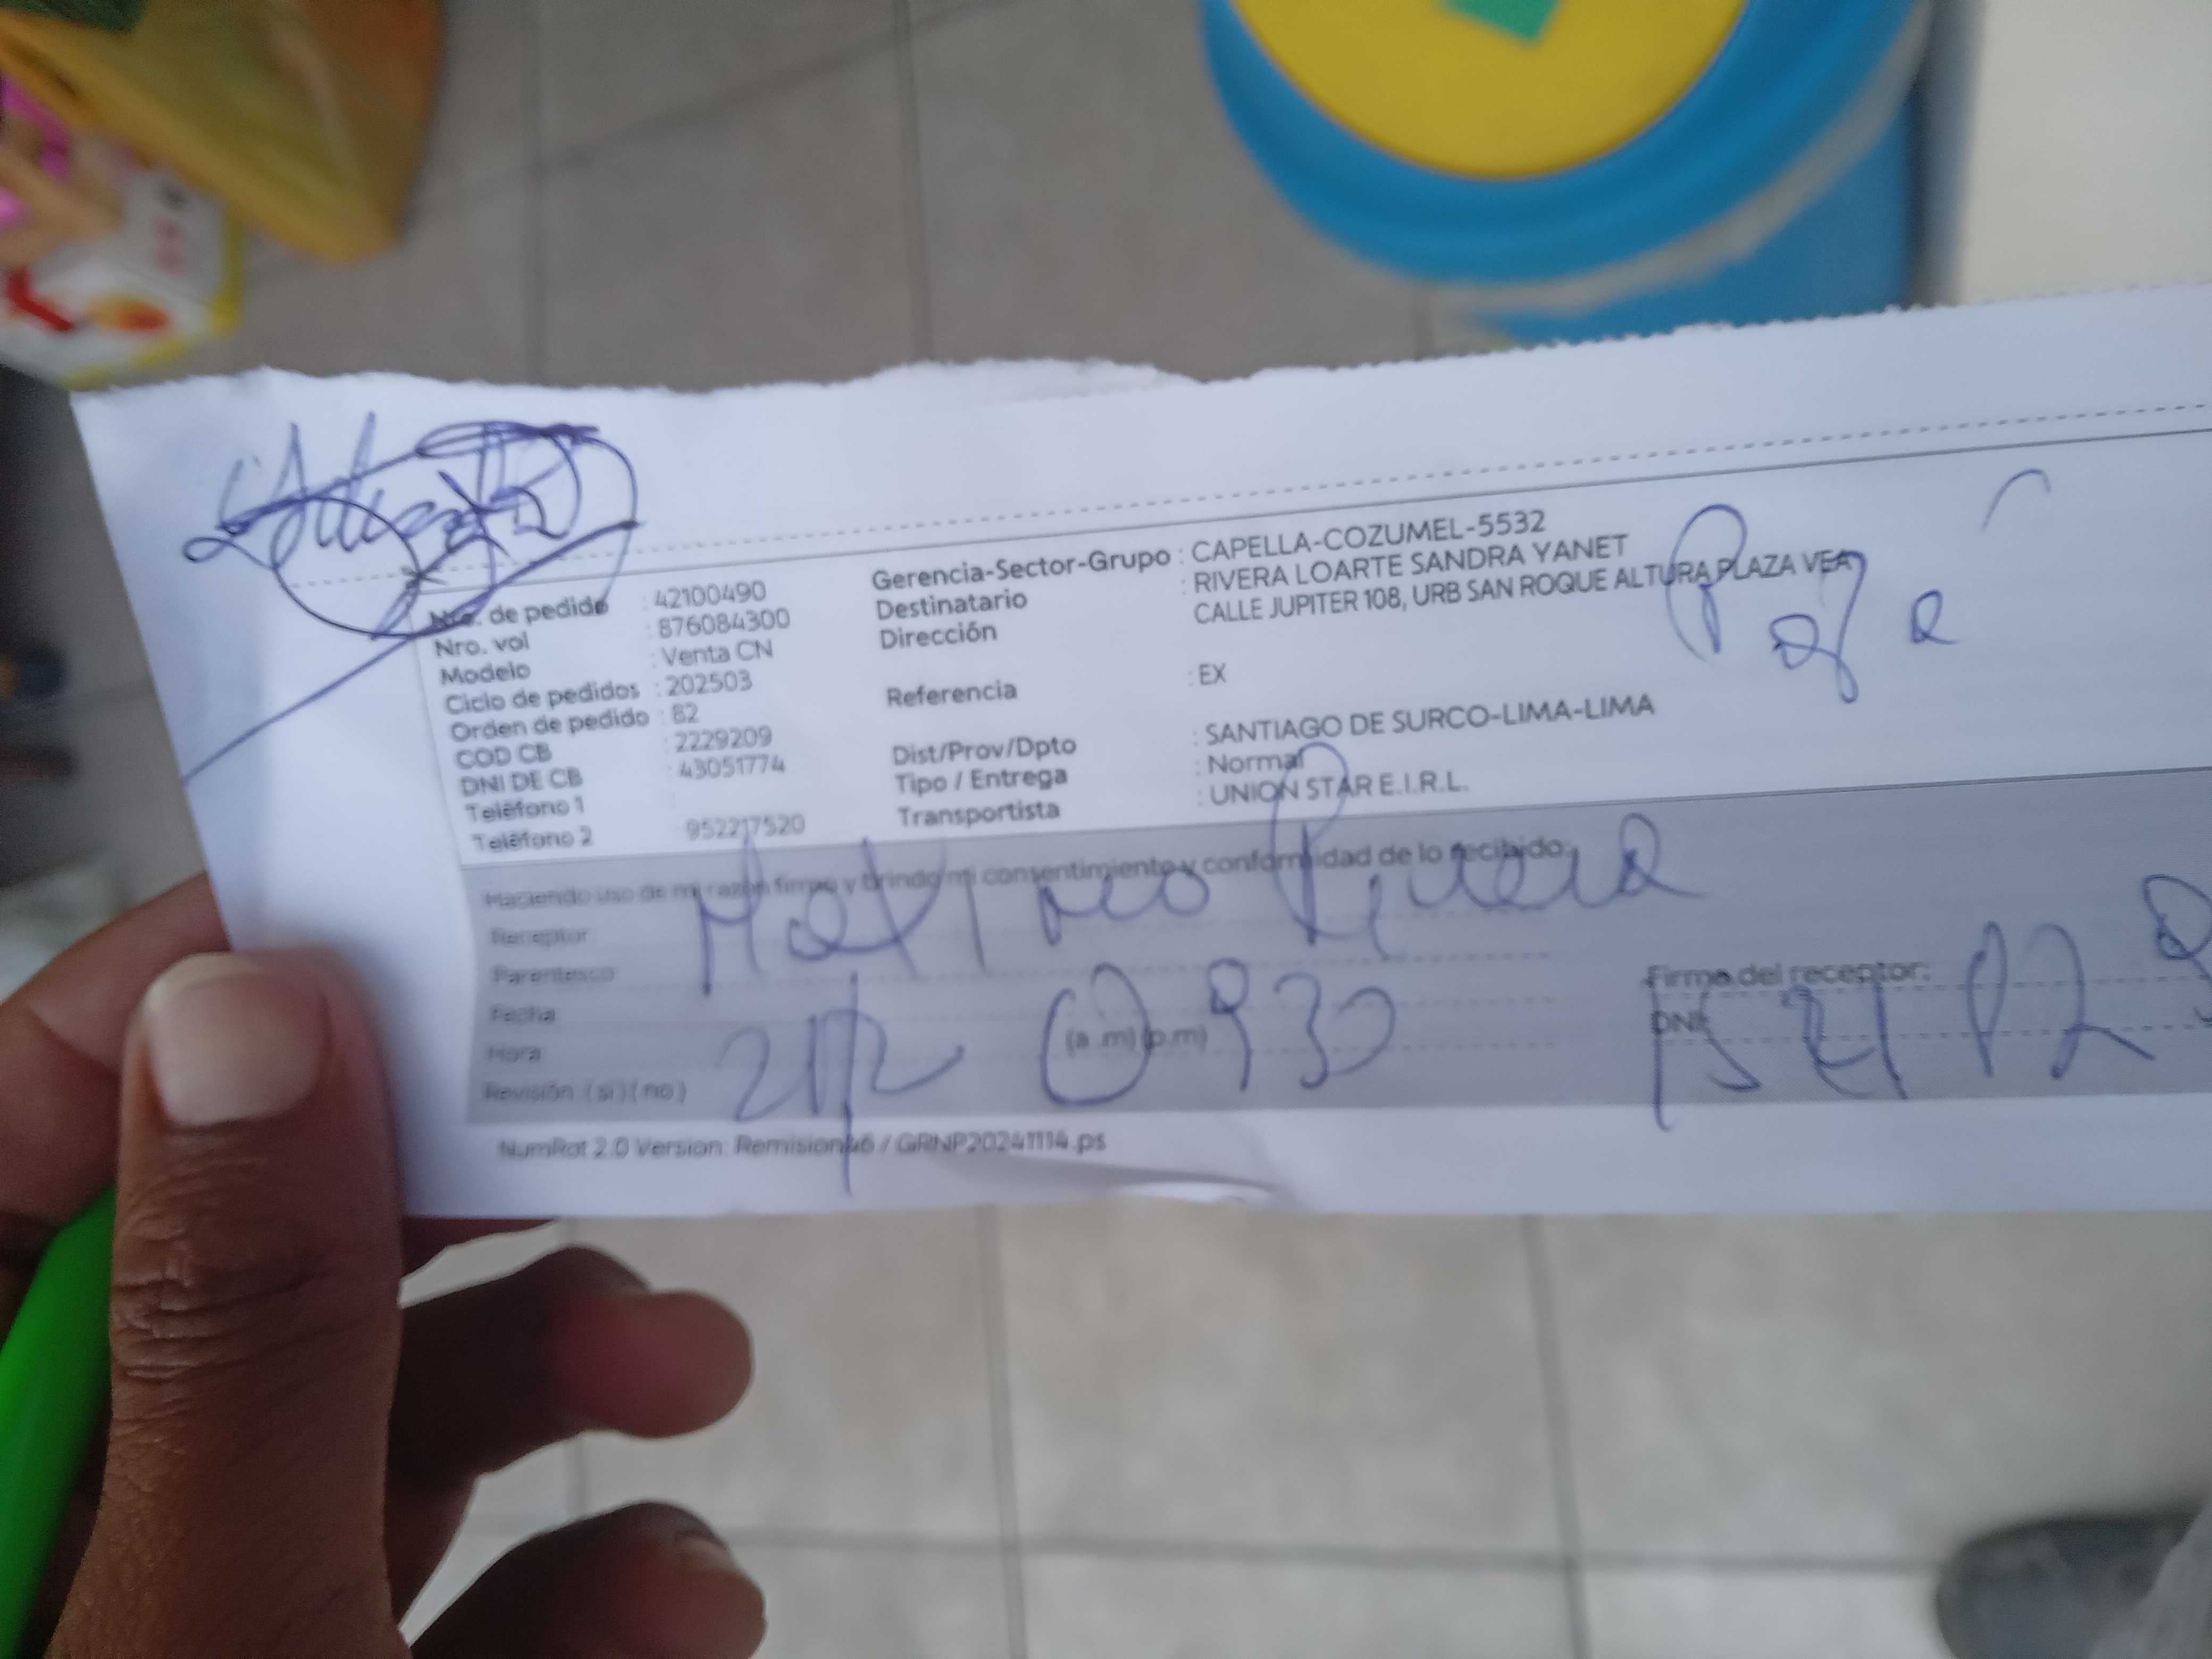 Nro. de pedido : 42100490
Nro. vol : 876084300
Modelo : Venta CN
Ciclo de pedidos : 202503
Orden de pedido : 82
COD CB : 2229209
DNI DE CB : 43051774
Teléfono 1 :
Teléfono 2 : 952217520
Gerencia-Sector-Grupo : CAPELLA-COZUMEL-5532
Destinatario : RIVERA LOARTE SANDRA YANET
Dirección : CALLE JUPITER 108, URB SAN ROQUE ALTURA PLAZA VEA
Referencia : EX
Dist/Prov/Dpto : SANTIAGO DE SURCO-LIMA-LIMA
Tipo / Entrega : Normal
Transportista : UNION STAR E.I.R.L.
Papá
Haciendo uso de mi razón firmo y brindo mi consentimiento y conformidad de lo recibido:
Receptor Maximo Rivera
Parentesco
Fecha
Hora (a.m) (p.m) 930
Revisión: ( si ) ( no )
Firma del receptor:
DNI:
NumRot 2.0 Version: Remision46 / GRNP20241114.ps